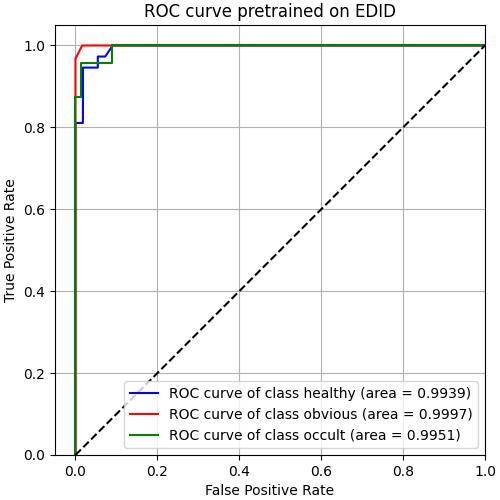 ROC curve pretrained on EDID
True Positive Rate
1.0
0.8
0.6
0.4
0.2
0.0
ROC curve of class healthy (area = 0.9939)
ROC curve of class obvious (area = 0.9997)
ROC curve of class occult (area = 0.9951)
0.0 0.2 0.4 0.6 0.8 1.0
False Positive Rate